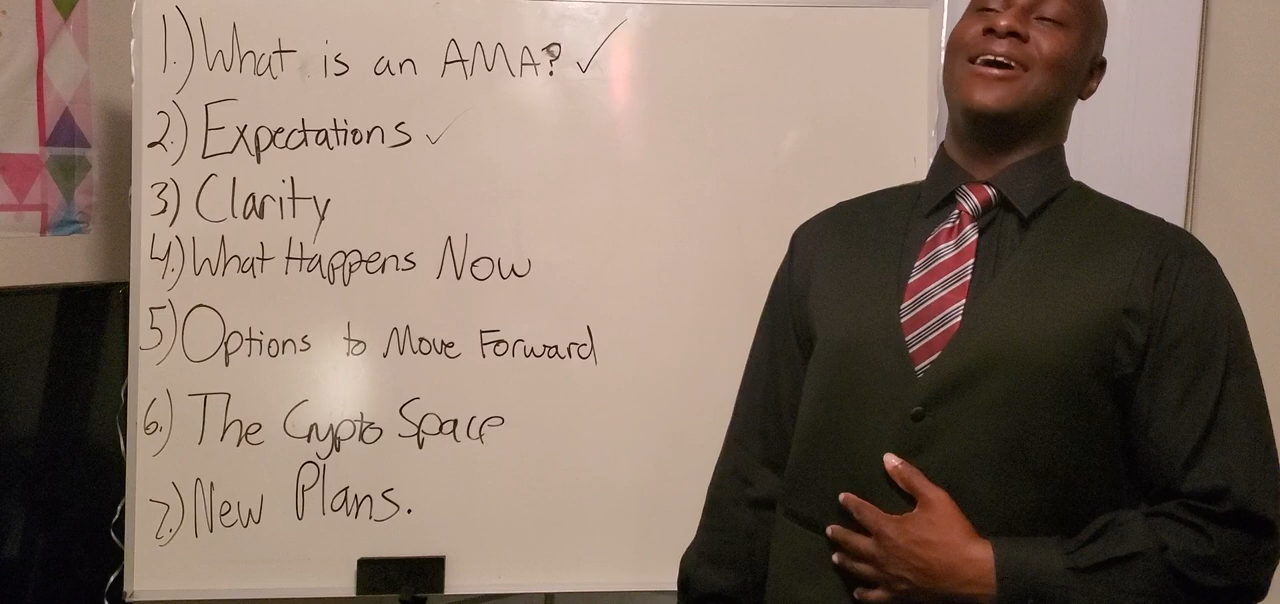 1.) What is an AMA? ✓
2.) Expectations ✓
3) Clarity
4.) What Happens Now
5) Options to Move Forward
6.) The Crypto Space
7.) New Plans.